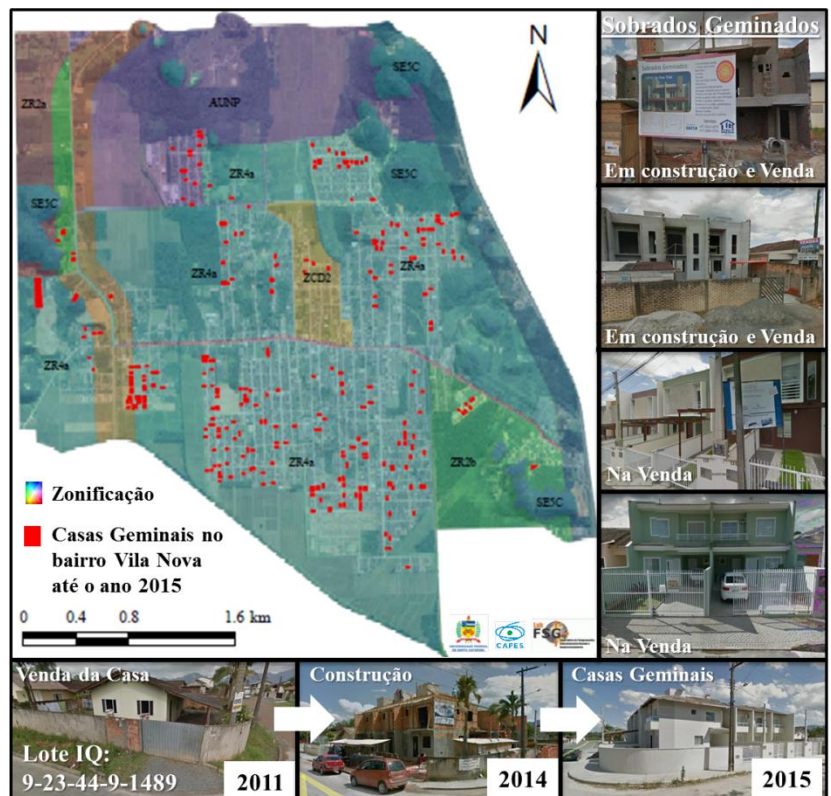 N
ZR2a
SE5C
AUNP
SE5C
ZR4a
SE5C
ZR4a
ZCD2
ZR4a
ZR4a
ZR4a
ZR2b
SE5C
Zonificação
Casas Geminais no
bairro Vila Nova
até o ano 2015
0 0.4 0.8 1.6 km
CAPES
FSG
Sobrados Geminados
Sobrados Geminados
Em construção e Venda
Em construção e Venda
Na Venda
Na Venda
Venda da Casa
Lote IQ:
9-23-44-9-1489
2011
Construção
2014
Casas Geminais
2015